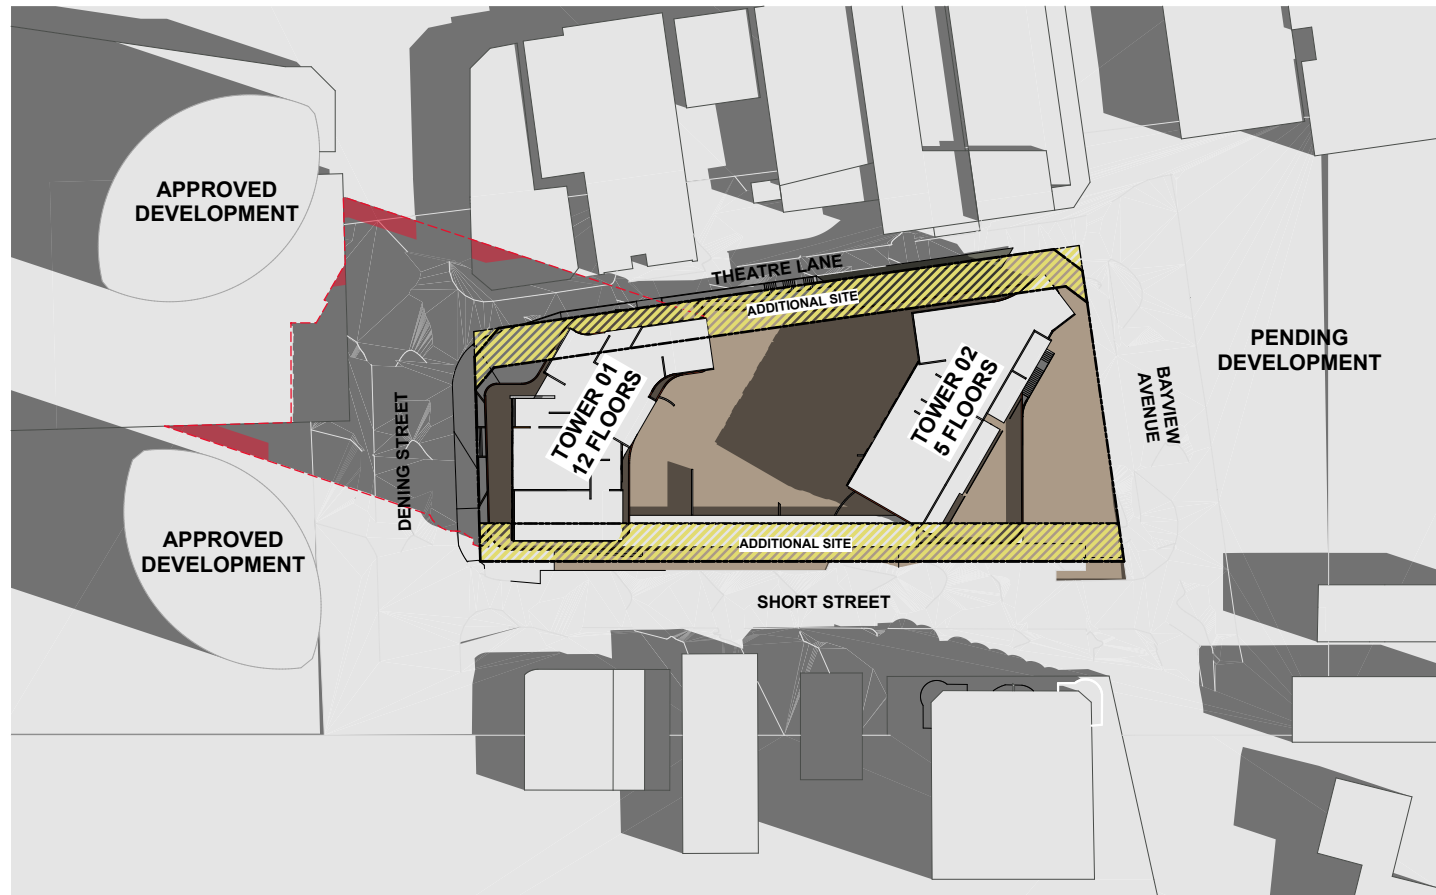 APPROVED
DEVELOPMENT
THEATRE LANE
ADDITIONAL SITE
TOWER 01
12 FLOORS
TOWER 02
5 FLOORS
PENDING
DEVELOPMENT
BAYVIEW
AVENUE
DENING STREET
APPROVED
DEVELOPMENT
ADDITIONAL SITE
SHORT STREET